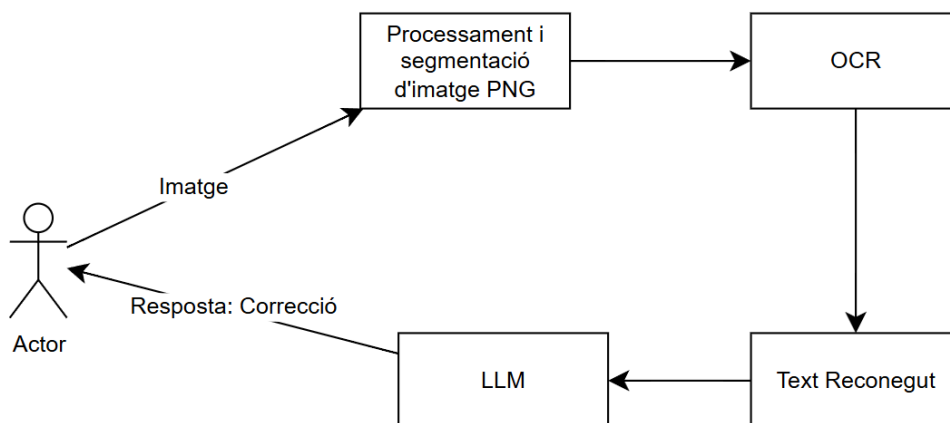 Processament i
segmentació
d'imatge PNG
OCR
Imatge
Resposta: Correcció
Actor
LLM
Text Reconegut